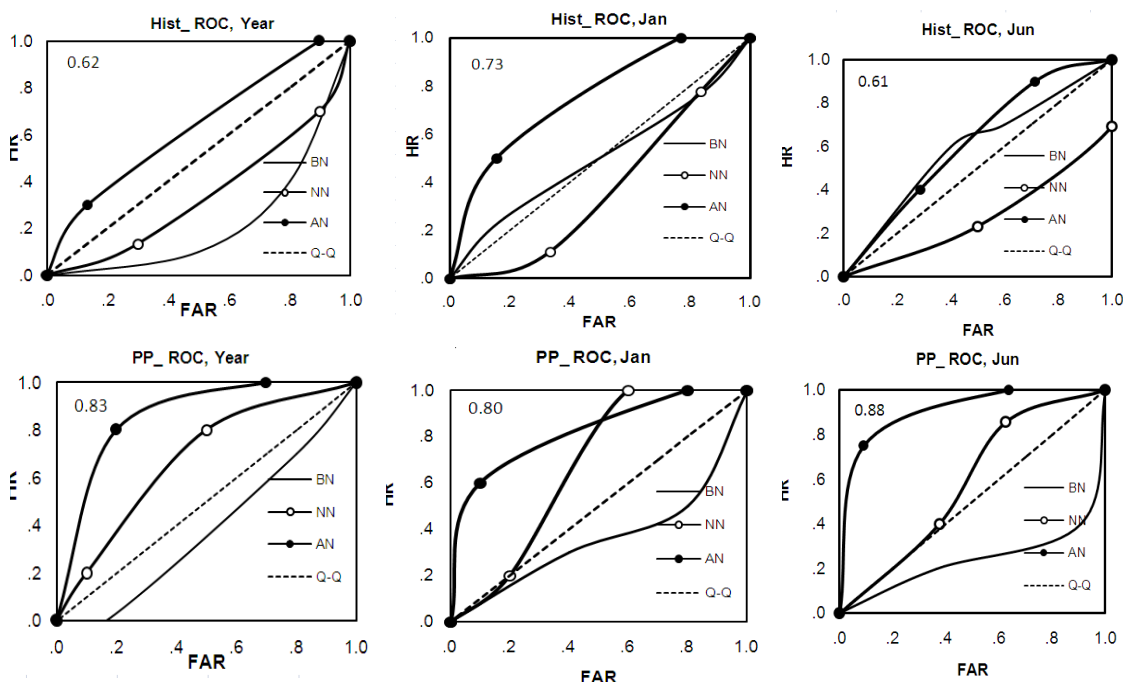 Hist_ ROC, Year
0.62
1.0
.8
.6
.4
.2
.0
HR
BN
NN
AN
Q-Q
.0 .2 .4 .6 .8 1.0
FAR
Hist_ ROC, Jan
0.73
1.0
.8
.6
.4
.2
.0
HR
BN
NN
AN
Q-Q
.0 .2 .4 .6 .8 1.0
FAR
Hist_ ROC, Jun
0.61
1.0
.8
.6
.4
.2
.0
HR
BN
NN
AN
Q-Q
.0 .2 .4 .6 .8 1.0
FAR
PP_ ROC, Year
0.83
1.0
.8
.6
.4
.2
.0
HR
BN
NN
AN
Q-Q
.0 .2 .4 .6 .8 1.0
FAR
PP_ ROC, Jan
0.80
1.0
.8
.6
.4
.2
.0
HR
BN
NN
AN
Q-Q
.0 .2 .4 .6 .8 1.0
FAR
PP_ ROC, Jun
0.88
1.0
.8
.6
.4
.2
.0
HR
BN
NN
AN
Q-Q
.0 .2 .4 .6 .8 1.0
FAR